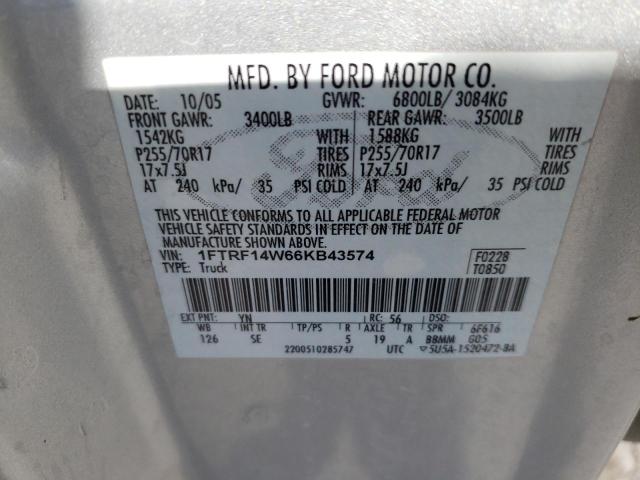 MFD. BY FORD MOTOR CO.
DATE: 10/05 GVWR: 6800LB/ 3084KG
FRONT GAWR: 3400LB REAR GAWR: 3500LB
1542KG WITH 1588KG WITH
P255/70R17 TIRES P255/70R17 TIRES
17x7.5J RIMS 17x7.5J RIMS
AT 240 kPa/ 35 PSI COLD AT 240 kPa/ 35 PSI COLD
THIS VEHICLE CONFORMS TO ALL APPLICABLE FEDERAL MOTOR
VEHICLE SAFETY STANDARDS IN EFFECT ON THE DATE OF
MANUFACTURE SHOWN ABOVE.
VIN: 1FTRF14W66KB43574 F0228
TYPE: Truck T0850
EXT PNT: YN RC: 56 DSO:
WB INT TR TP/PS R AXLE TR SPR 6F616
126 SE 5 19 A BBMM G05
2200510285747 UTC ▽5U5A-1520472-BA
Ford